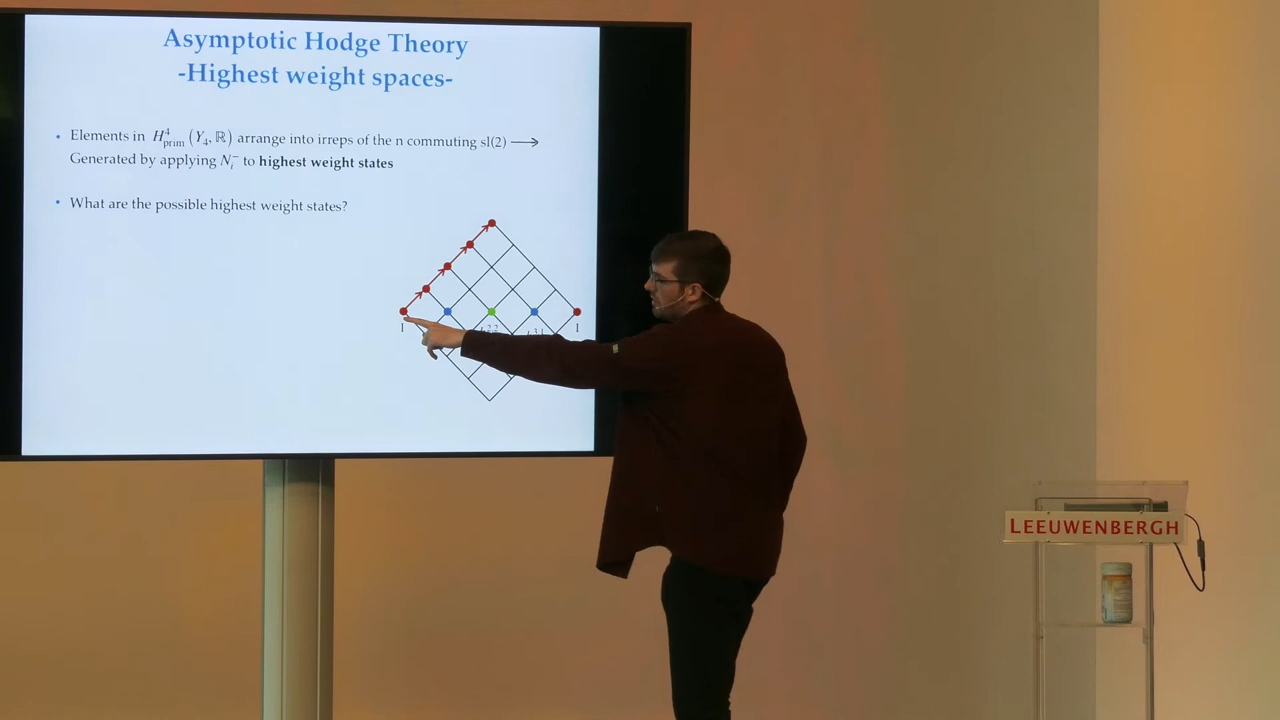 Asymptotic Hodge Theory
-Highest weight spaces-
• Elements in H⁴prim (Y₄, ℝ) arrange into irreps of the n commuting sl(2) ⟶
Generated by applying Nᵢ⁻ to highest weight states
• What are the possible highest weight states?
1 1
LEEUWENBERGH